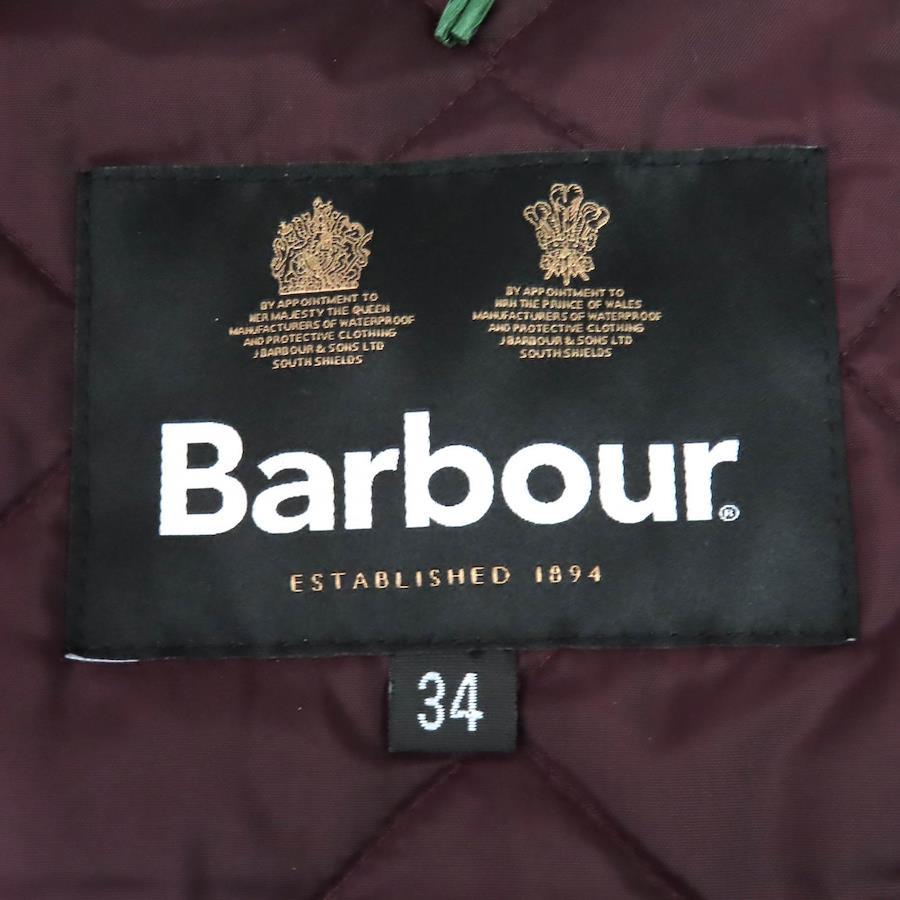 BY APPOINTMENT TO
HER MAJESTY THE QUEEN
MANUFACTURERS OF WATERPROOF
AND PROTECTIVE CLOTHING
J BARBOUR & SONS LTD
SOUTH SHIELDS
BY APPOINTMENT TO
HRH THE PRINCE OF WALES
MANUFACTURERS OF WATERPROOF
AND PROTECTIVE CLOTHING
J BARBOUR & SONS LTD
SOUTH SHIELDS
Barbour®
ESTABLISHED 1894
34